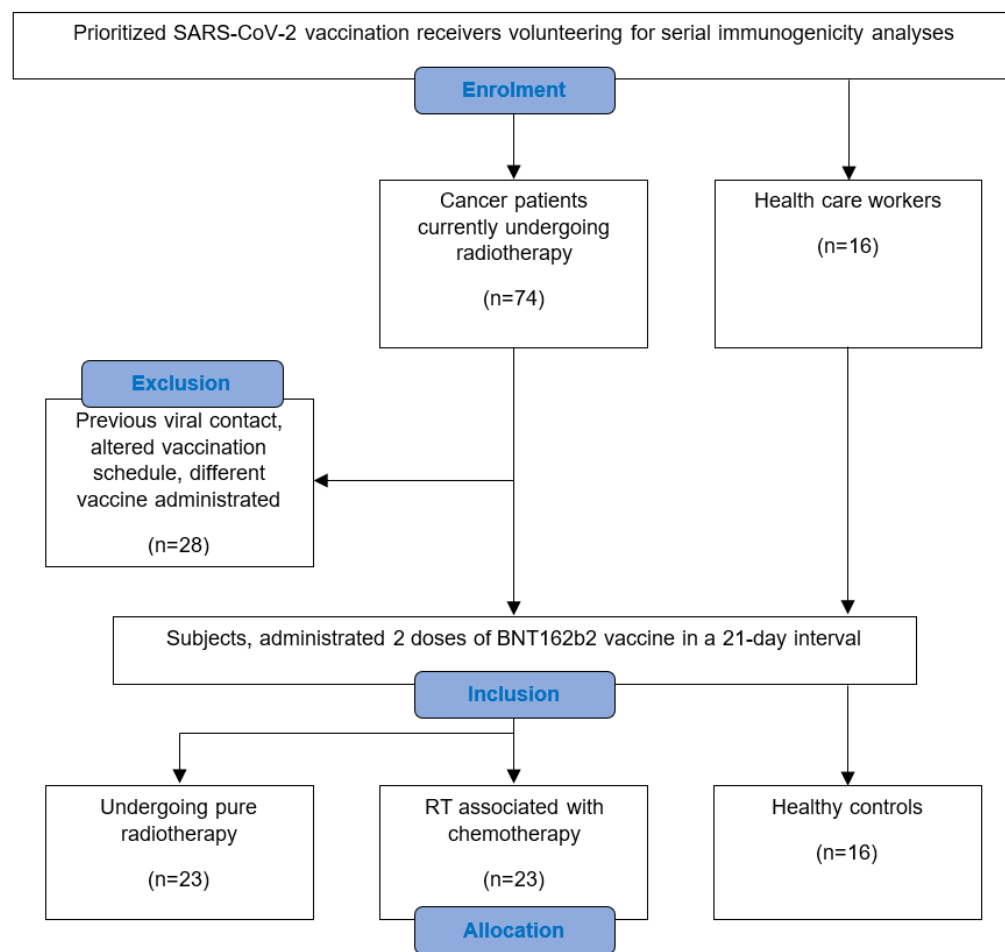 Prioritized SARS-CoV-2 vaccination receivers volunteering for serial immunogenicity analyses
Enrolment
Cancer patients
currently undergoing
radiotherapy
(n=74)
Health care workers
(n=16)
Exclusion
Previous viral contact,
altered vaccination
schedule, different
vaccine administrated
(n=28)
Subjects, administrated 2 doses of BNT162b2 vaccine in a 21-day interval
Inclusion
Undergoing pure
radiotherapy
(n=23)
RT associated with
chemotherapy
(n=23)
Healthy controls
(n=16)
Allocation